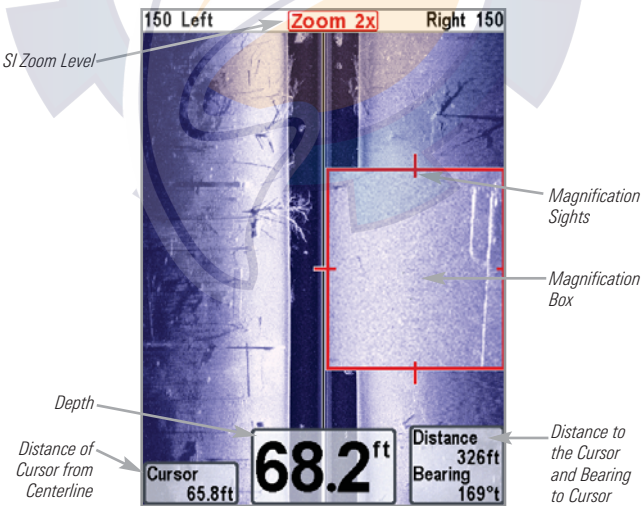 150 Left
Zoom 2x
Right 150
SI Zoom Level
Magnification
Sights
Magnification
Box
Depth
Distance of
Cursor from
Centerline
Cursor
65.8ft
68.2ft
Distance
326ft
Bearing
169°t
Distance to
the Cursor
and Bearing
to Cursor